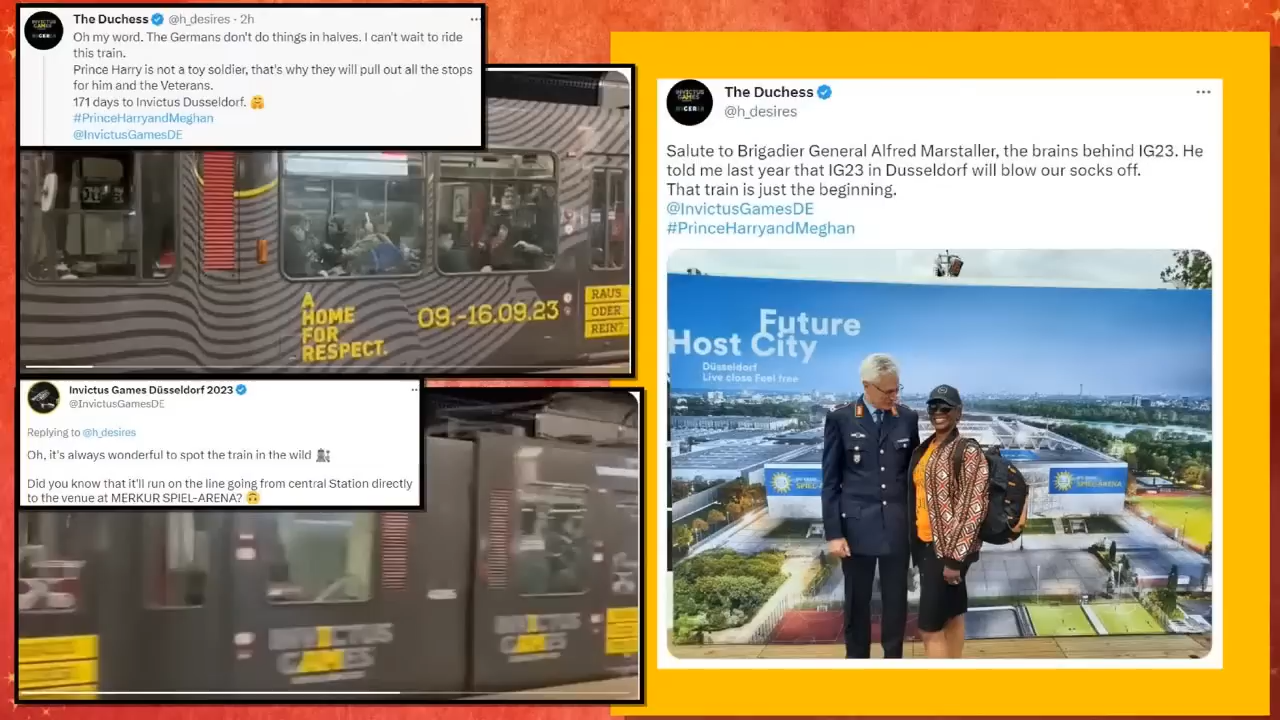 The Duchess @h_desires · 2h
Oh my word. The Germans don't do things in halves. I can't wait to ride
this train.
Prince Harry is not a toy soldier, that's why they will pull out all the stops
for him and the Veterans.
171 days to Invictus Dusseldorf. 🤗
#PrinceHarryandMeghan
@InvictusGamesDE
A
HOME
FOR
RESPECT.
09.-16.09.23
RAUS
ODER
REIN?
Invictus Games Düsseldorf 2023
@InvictusGamesDE
Replying to @h_desires
Oh, it's always wonderful to spot the train in the wild
Did you know that it'll run on the line going from central Station directly
to the venue at MERKUR SPIEL-ARENA? 🙃
INVICTUS
GAMES
INVICTUS
GAMES
The Duchess
@h_desires
Salute to Brigadier General Alfred Marstaller, the brains behind IG23. He
told me last year that IG23 in Dusseldorf will blow our socks off.
That train is just the beginning.
@InvictusGamesDE
#PrinceHarryandMeghan
Future
Host City
Düsseldorf
Live close Feel free
SPIEL-
SPIEL-ARENA